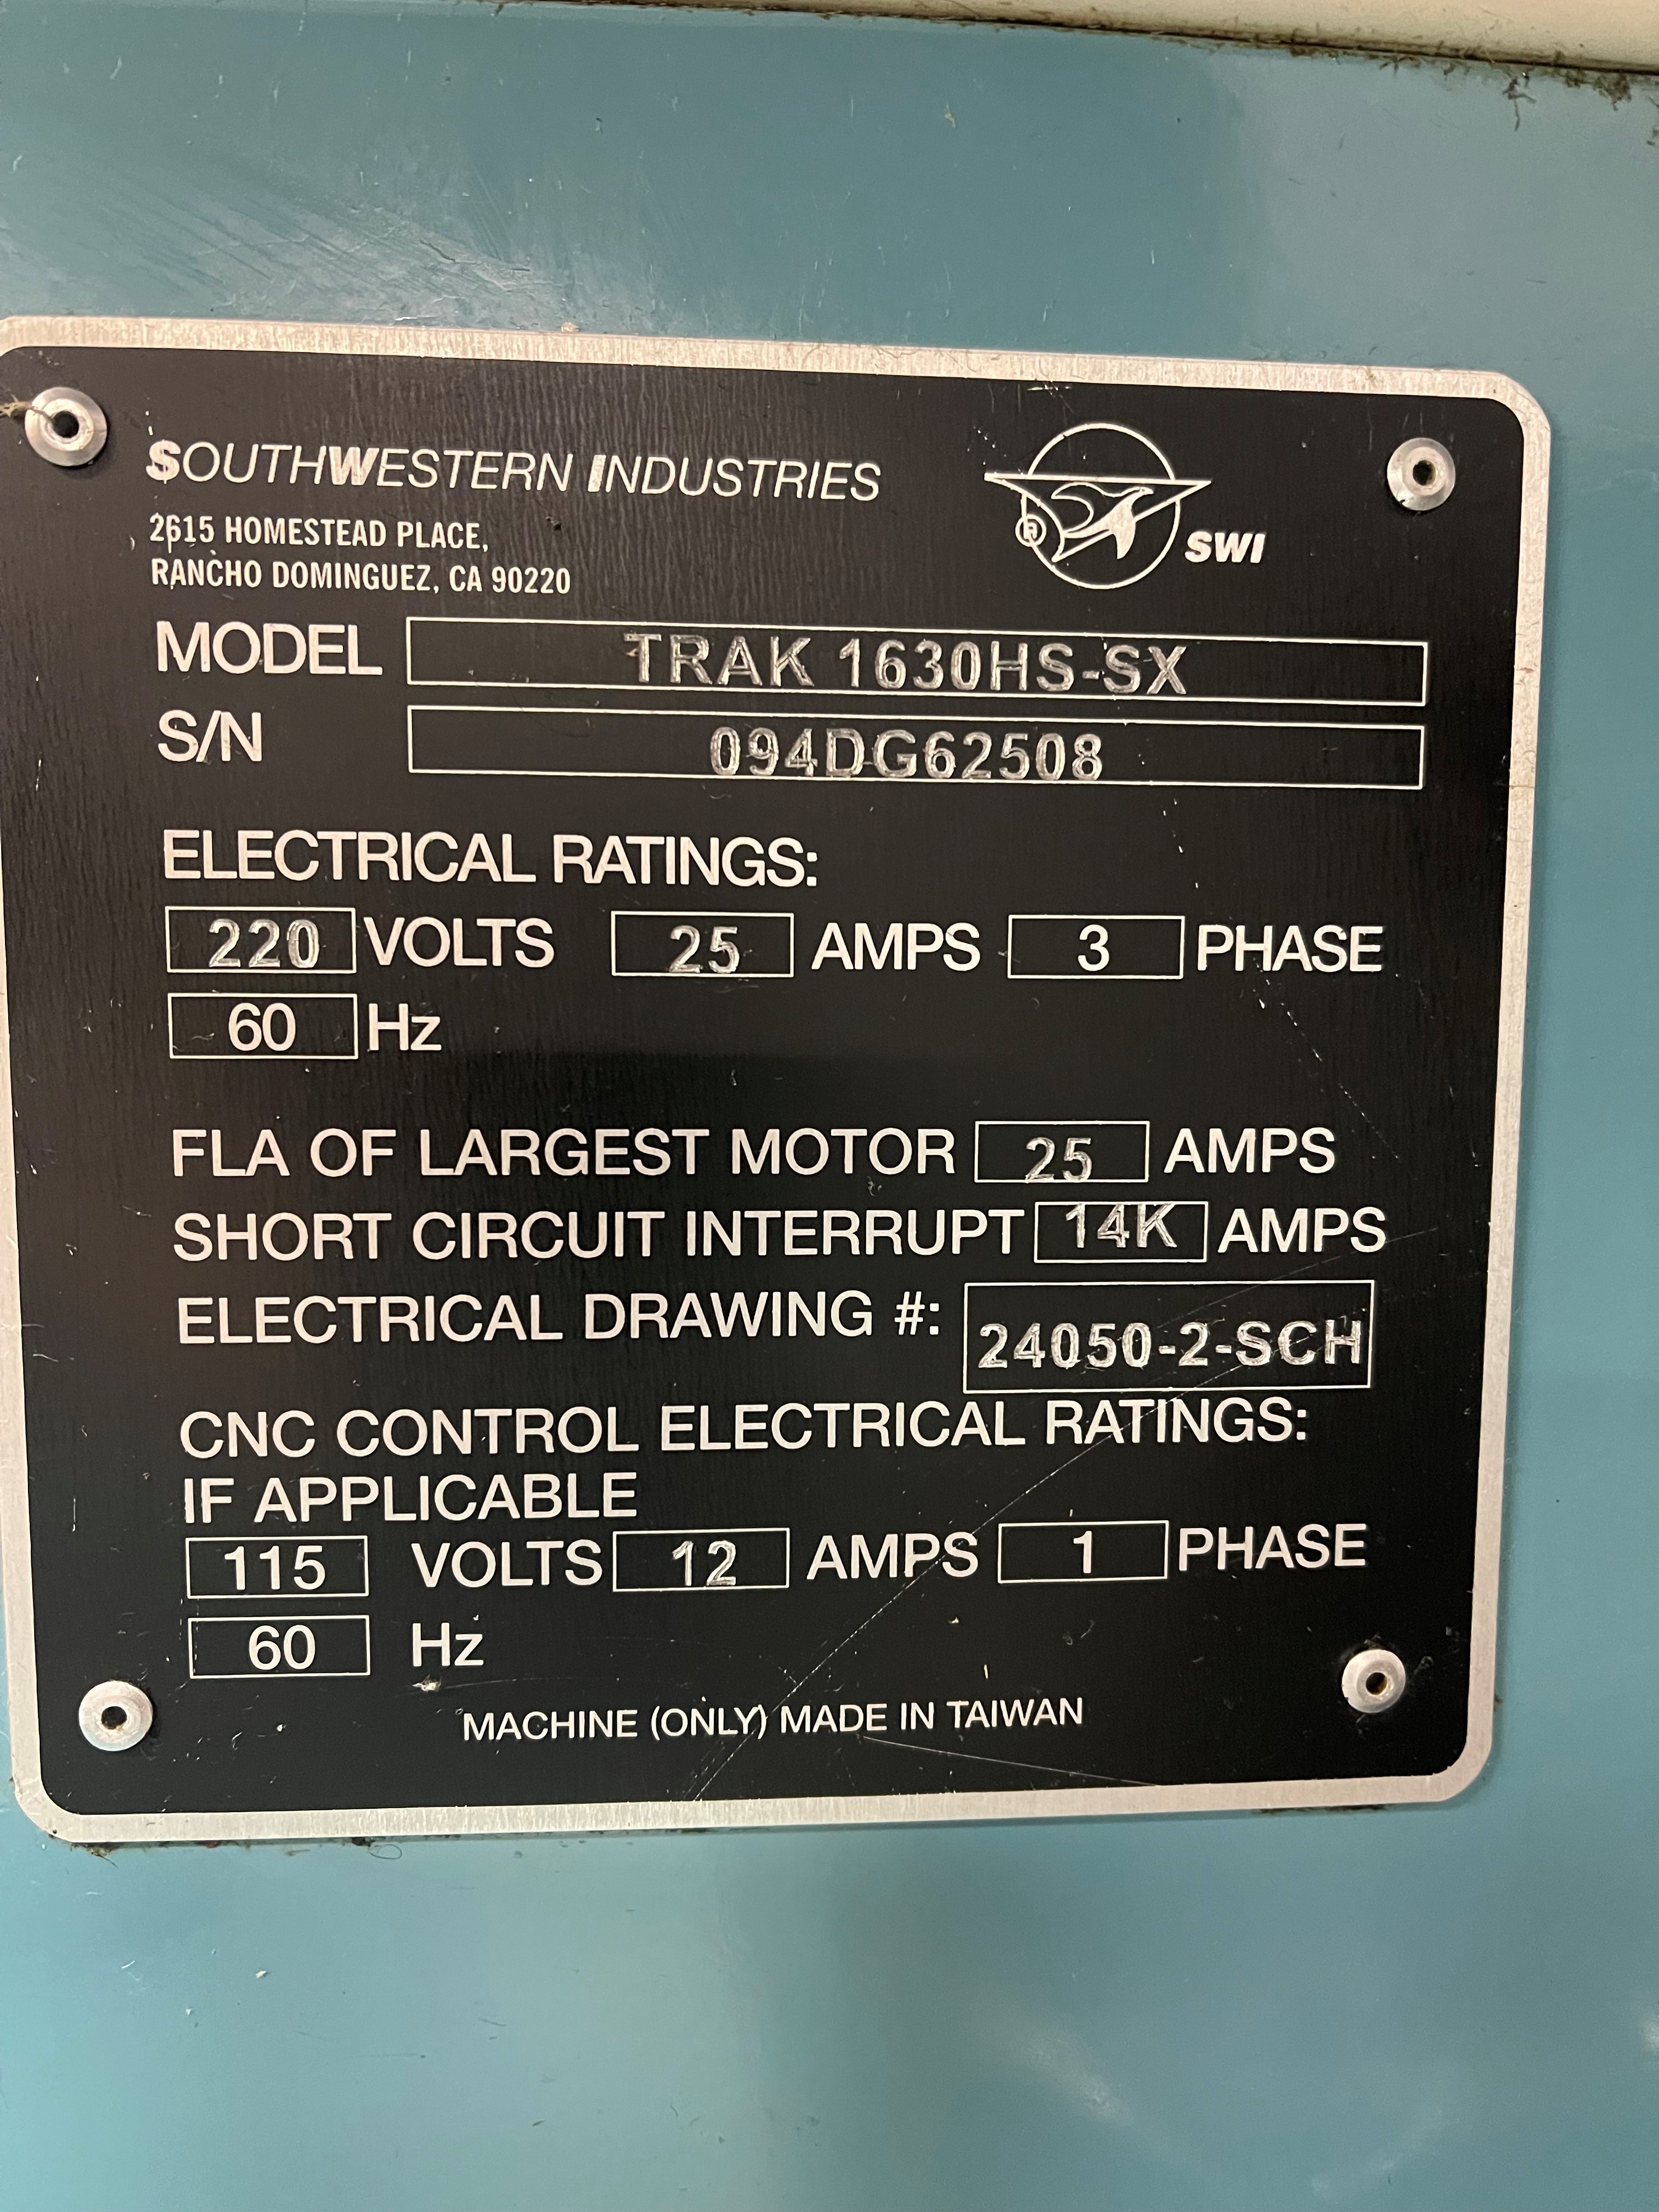 SOUTHWESTERN INDUSTRIES
2615 HOMESTEAD PLACE,
RANCHO DOMINGUEZ, CA 90220
® SWI
MODEL TRAK 1630HS-SX
S/N 094DG62508
ELECTRICAL RATINGS:
220 VOLTS 25 AMPS 3 PHASE
60 Hz
FLA OF LARGEST MOTOR 25 AMPS
SHORT CIRCUIT INTERRUPT 14K AMPS
ELECTRICAL DRAWING #: 24050-2-SCH
CNC CONTROL ELECTRICAL RATINGS:
IF APPLICABLE
115 VOLTS 12 AMPS 1 PHASE
60 Hz
MACHINE (ONLY) MADE IN TAIWAN